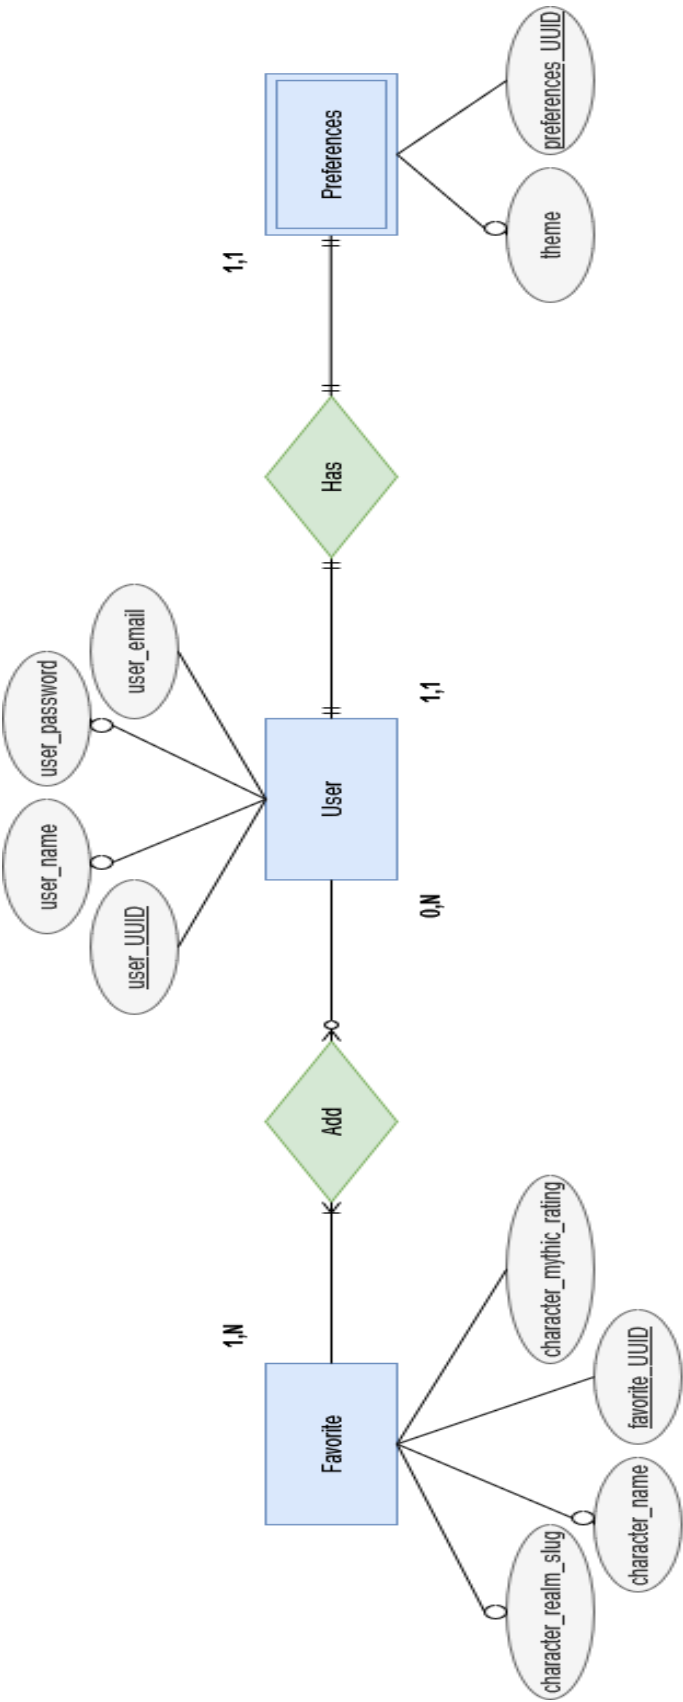 user_name
user_password
user_UUID
user_email
1,N
1,1
Favorite
Add
User
Has
Preferences
0,N
1,1
character_realm_slug
character_mythic_rating
theme
preferences_UUID
character_name
favorite_UUID